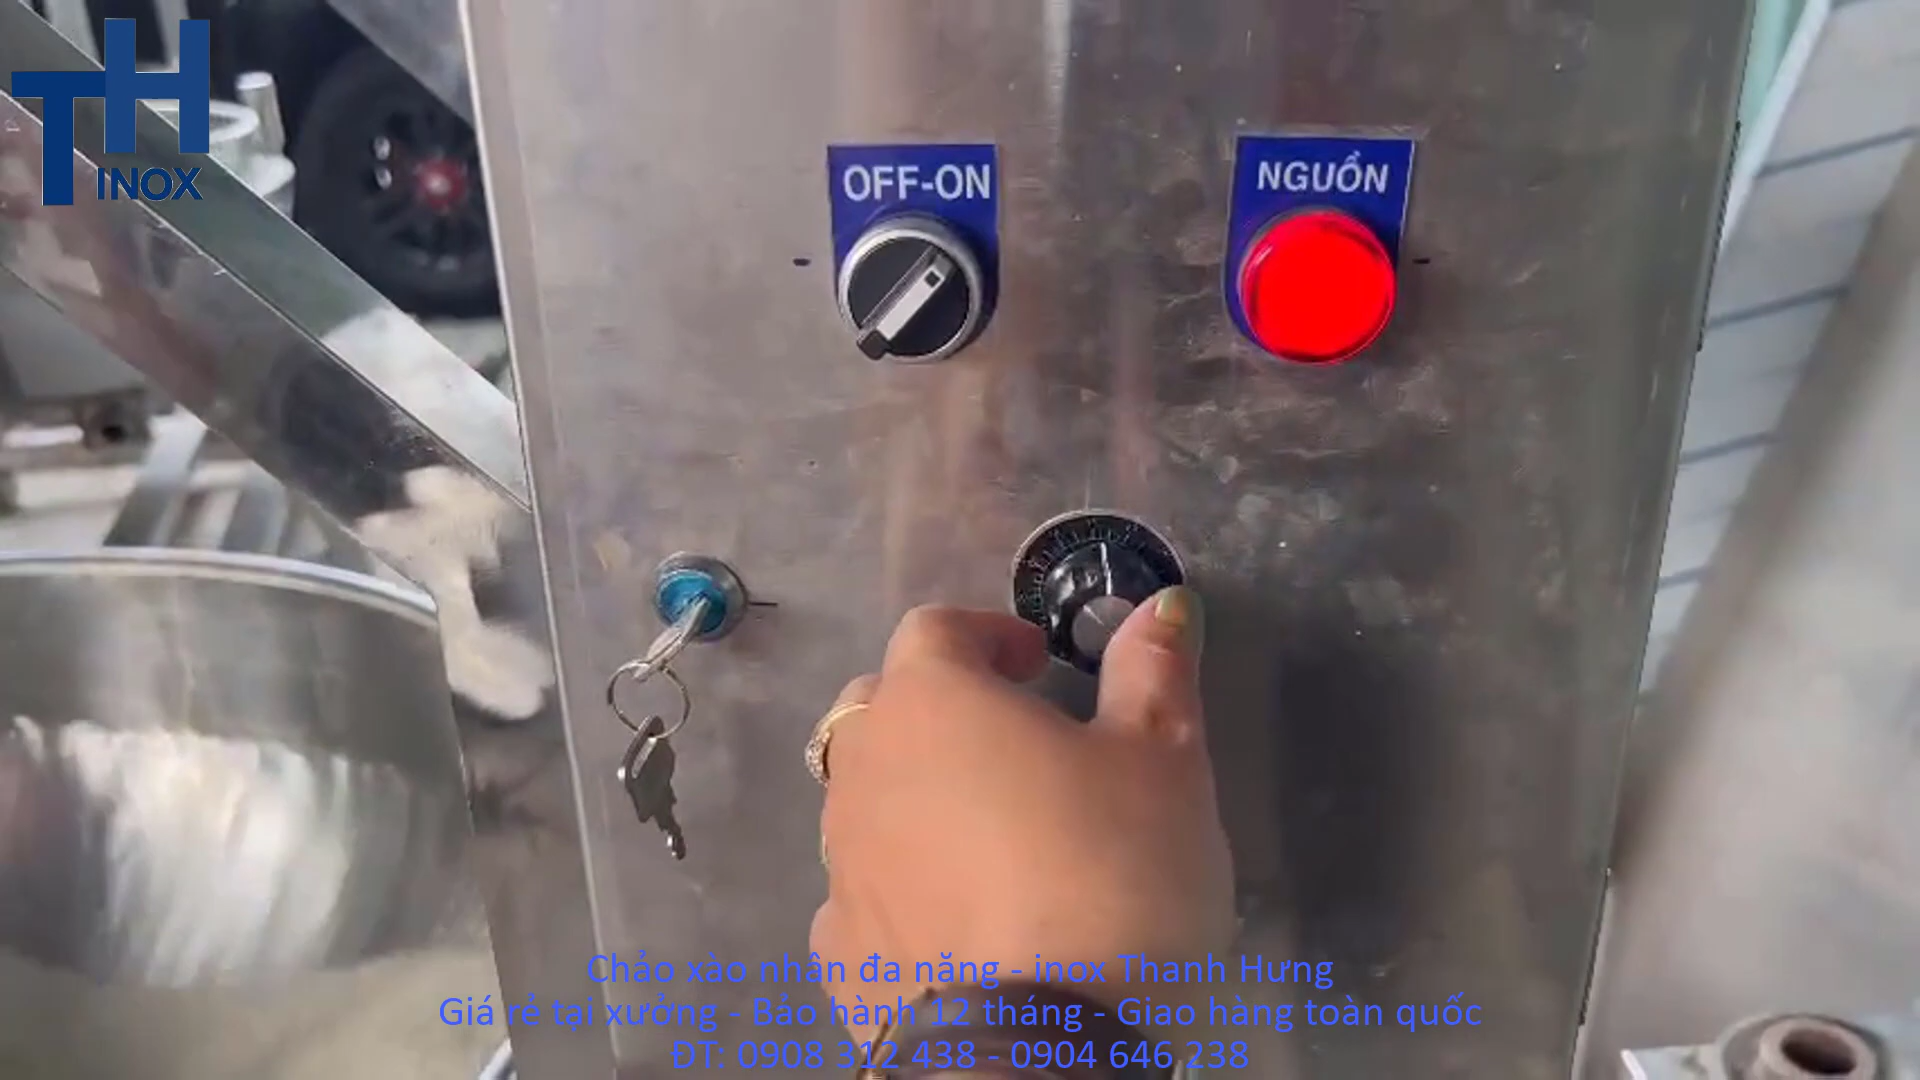 TH
INOX
OFF-ON
NGUỒN
Chảo xào nhân đa năng - inox Thanh Hưng
Giá rẻ tại xưởng - Bảo hành 12 tháng - Giao hàng toàn quốc
ĐT: 0908 312 438 - 0904 646 238